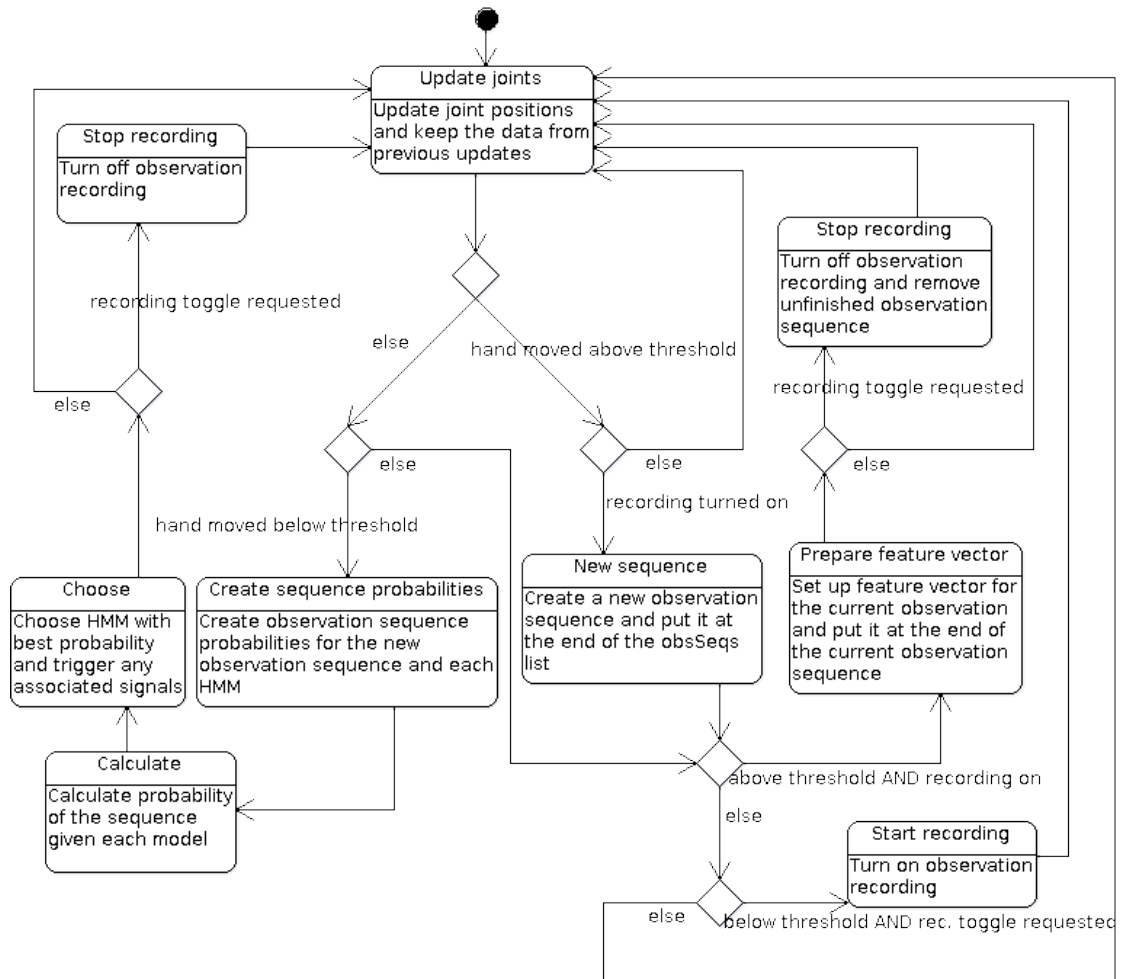 Update joints
Update joint positions
and keep the data from
previous updates
Stop recording
Turn off observation
recording
Stop recording
Turn off observation
recording and remove
unfinished observation
sequence
recording toggle requested
else
hand moved above threshold
recording toggle requested
else
else
else
else
recording turned on
hand moved below threshold
Choose
Choose HMM with
best probability
and trigger any
associated signals
Create sequence probabilities
Create observation sequence
probabilities for the new
observation sequence and each
HMM
New sequence
Create a new observation
sequence and put it at
the end of the obsSeqs
list
Prepare feature vector
Set up feature vector for
the current observation
and put it at the end of
the current observation
sequence
Calculate
Calculate probability
of the sequence
given each model
above threshold AND recording on
else
Start recording
Turn on observation
recording
else
below threshold AND rec. toggle requested